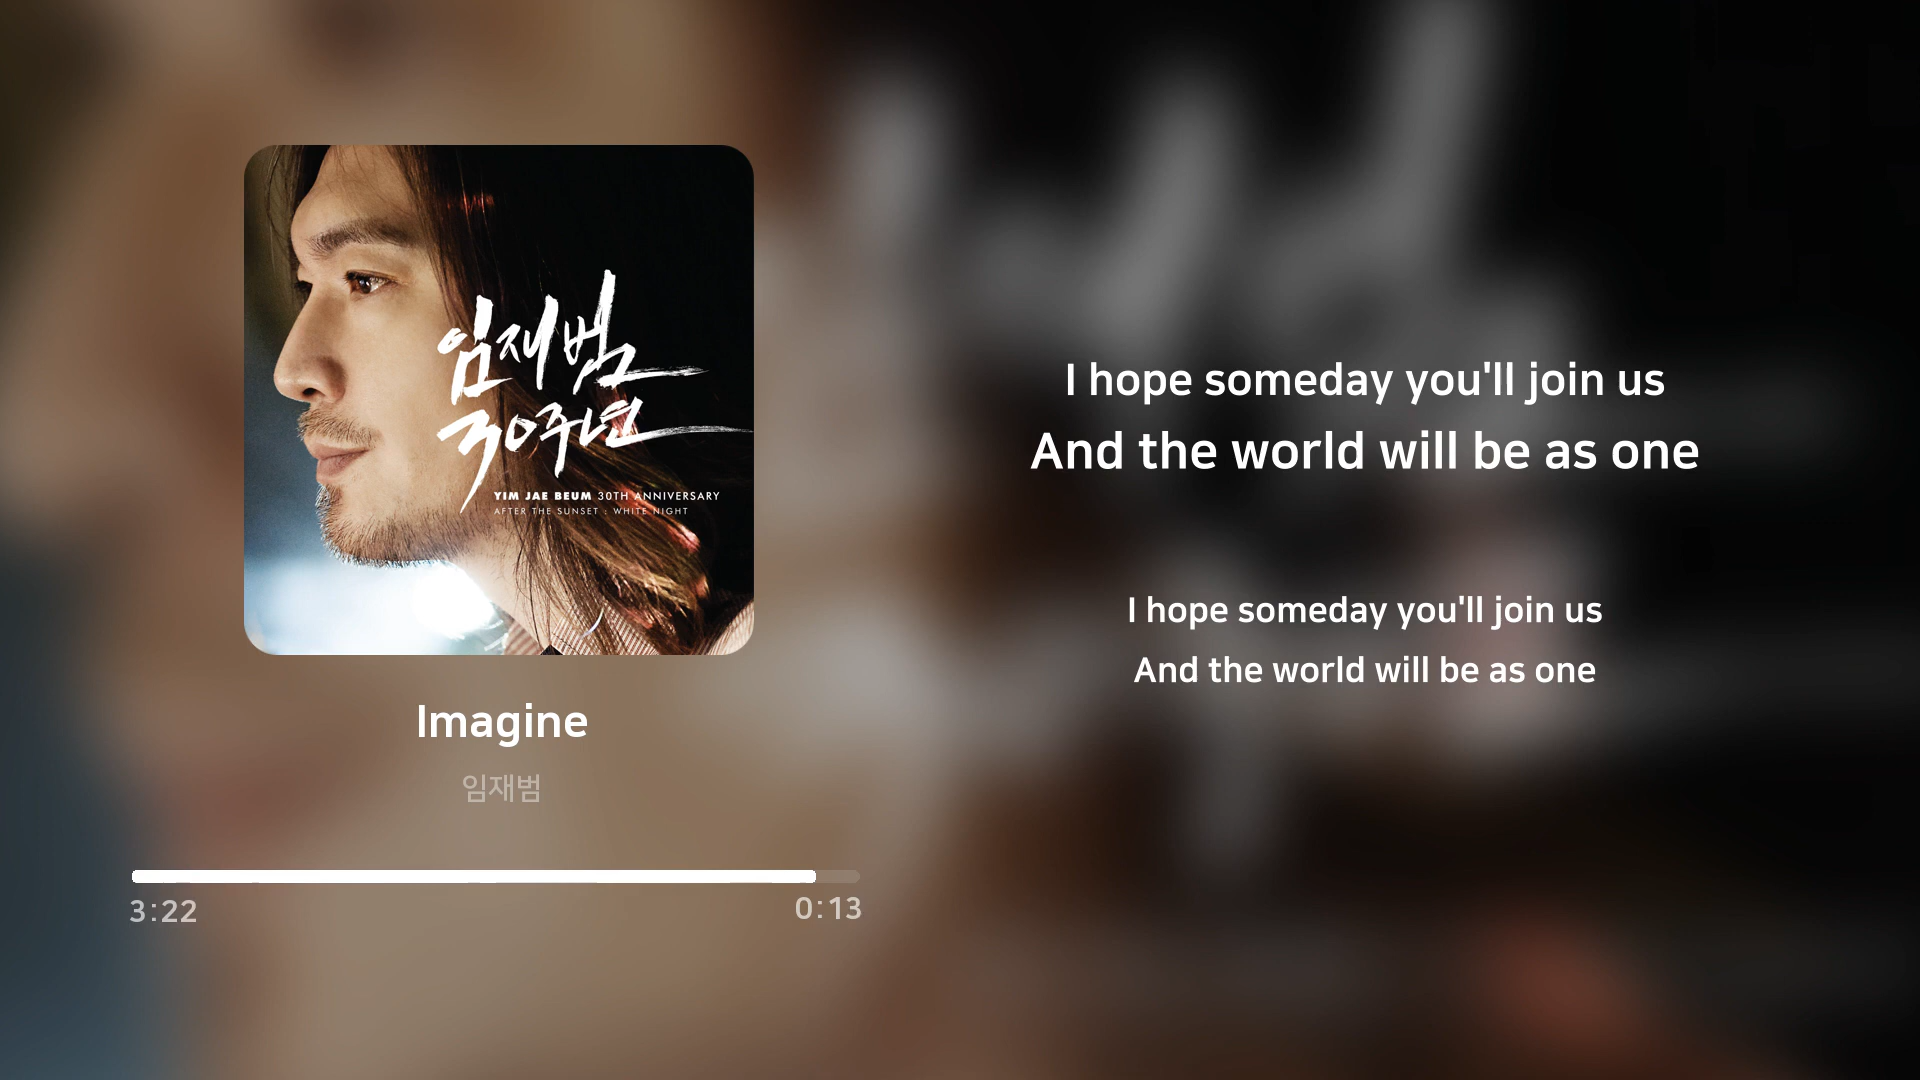 임재범
30주년
YIM JAE BEUM 30TH ANNIVERSARY
AFTER THE SUNSET : WHITE NIGHT
Imagine
임재범
3:22
0:13
I hope someday you'll join us
And the world will be as one
I hope someday you'll join us
And the world will be as one